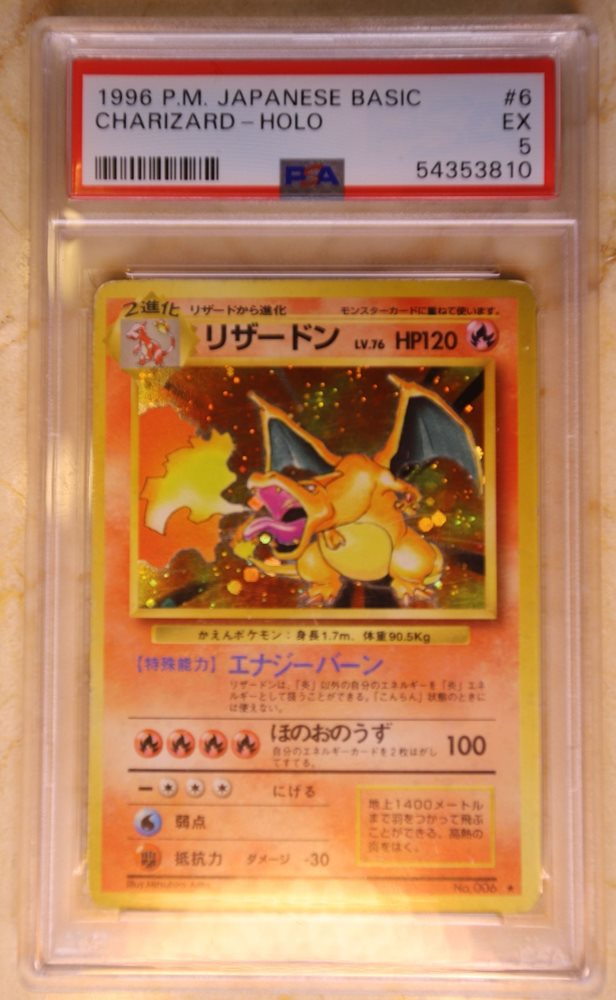 1996 P.M. JAPANESE BASIC #6
CHARIZARD-HOLO EX
5
PSA 54353810
2進化 リザードから進化 モンスターカードに重ねて使います。
リザードン LV.76 HP120
かえんポケモン：身長1.7m、体重90.5Kg
【特殊能力】エナジーバーン
リザードンは、「炎」以外の自分のエネルギーを「炎」エネ
ルギーとして扱うことができる。「こんらん」状態のときに
は使えない。
ほのおのうず 100
自分のエネルギーカードを2枚はがし
てすてる。
にげる
弱点
抵抗力 ダメージ -30
地上1400メートル
まで羽をつかって飛ぶ
ことができる。高熱の
炎をはく。
Illus. Mitsuhiro Arita No. 006 ★